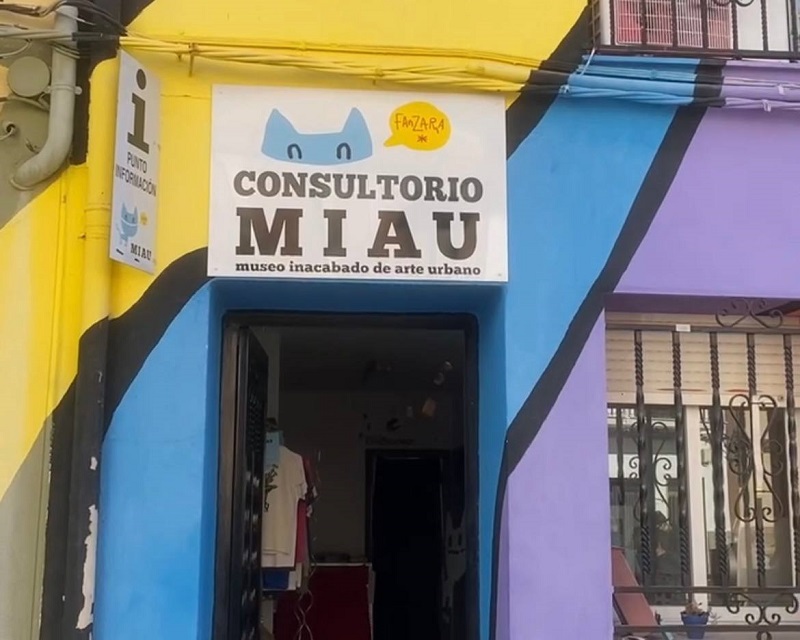 i
PUNTO
INFORMACIÓN
MIAU
FANZARA
CONSULTORIO
MIAU
museo inacabado de arte urbano